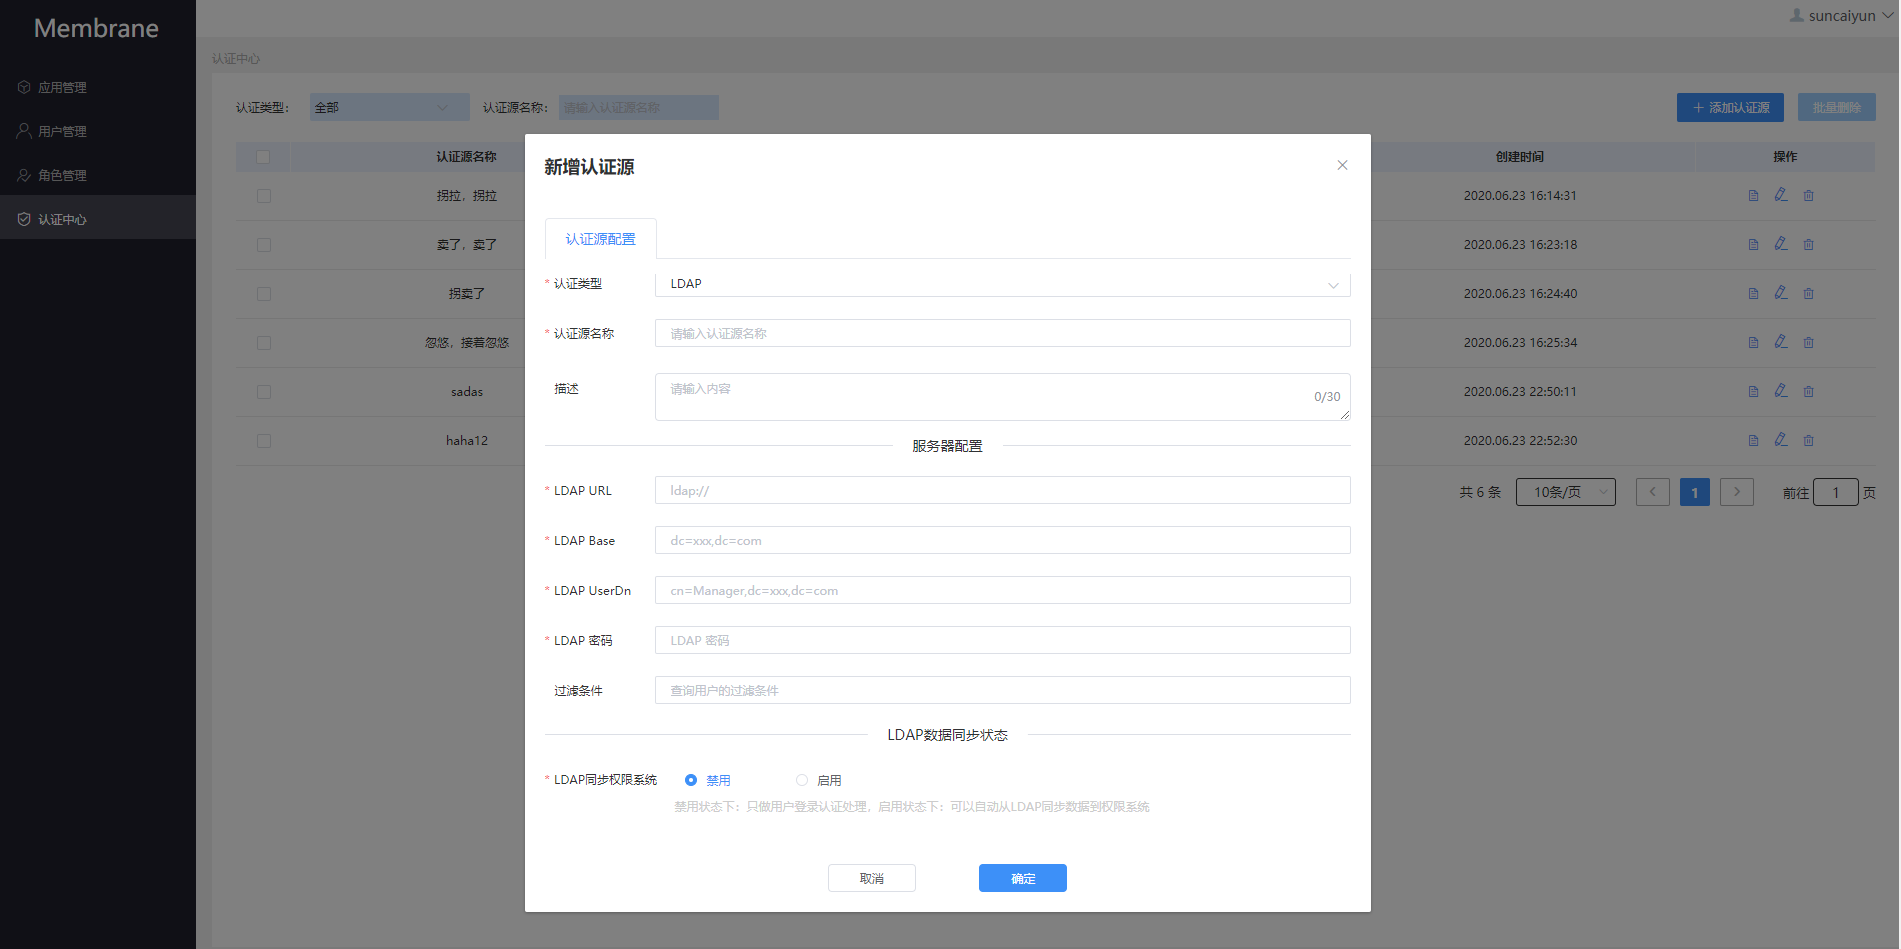 Membrane
suncaiyun
应用管理
用户管理
角色管理
认证中心
认证中心
认证类型： 全部 认证源名称： 请输入认证源名称 + 添加认证源 批量删除
认证源名称 创建时间 操作
拐拉，拐拉 2020.06.23 16:14:31
卖了，卖了 2020.06.23 16:23:18
拐卖了 2020.06.23 16:24:40
忽悠，接着忽悠 2020.06.23 16:25:34
sadas 2020.06.23 22:50:11
haha12 2020.06.23 22:52:30
共 6 条 10条/页 1 前往 1 页
新增认证源
认证源配置
* 认证类型 LDAP
* 认证源名称 请输入认证源名称
描述 请输入内容 0/30
服务器配置
* LDAP URL ldap://
* LDAP Base dc=xxx,dc=com
* LDAP UserDn cn=Manager,dc=xxx,dc=com
* LDAP 密码 LDAP 密码
过滤条件 查询用户的过滤条件
LDAP数据同步状态
* LDAP同步权限系统 禁用 启用
禁用状态下：只做用户登录认证处理，启用状态下：可以自动从LDAP同步数据到权限系统
取消 确定